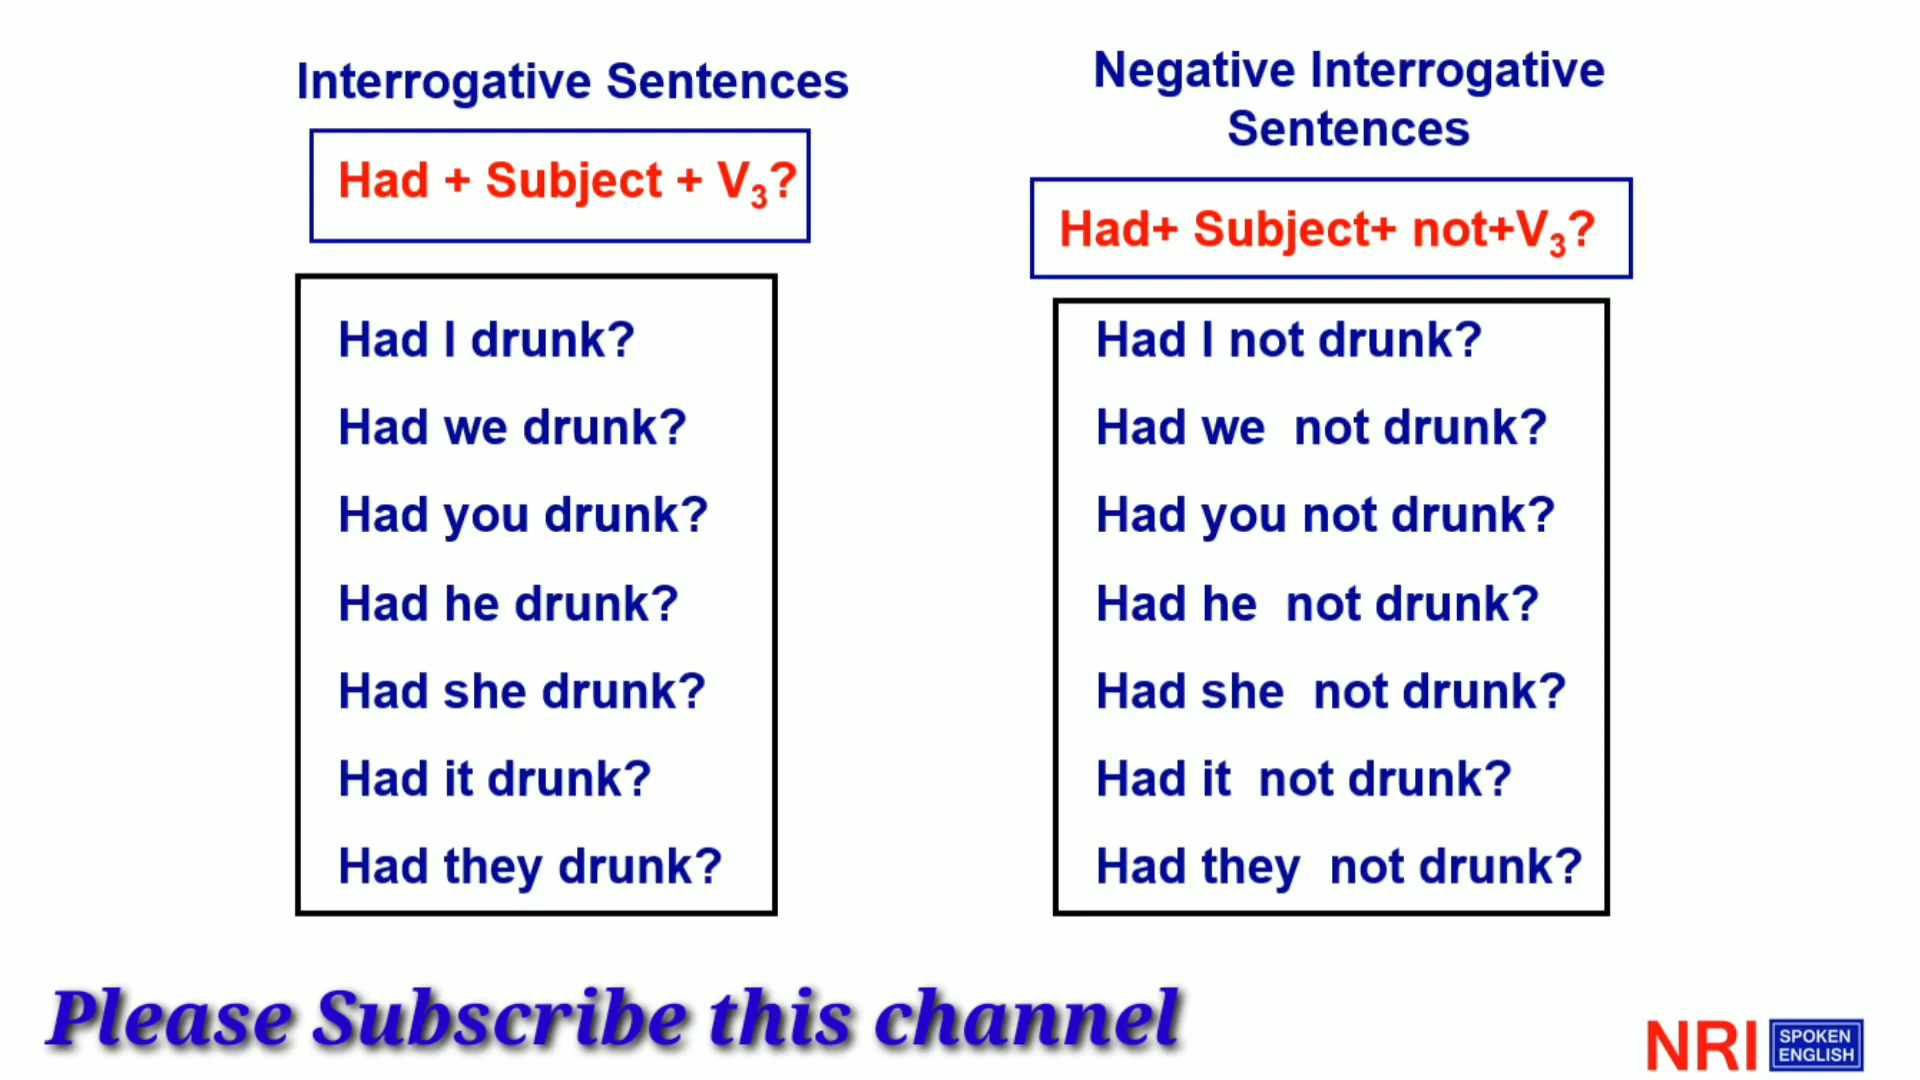 Interrogative Sentences
Had + Subject + V₃?
Had I drunk?
Had we drunk?
Had you drunk?
Had he drunk?
Had she drunk?
Had it drunk?
Had they drunk?
Negative Interrogative
Sentences
Had+ Subject+ not+V₃?
Had I not drunk?
Had we not drunk?
Had you not drunk?
Had he not drunk?
Had she not drunk?
Had it not drunk?
Had they not drunk?
Please Subscribe this channel
NRI SPOKEN
ENGLISH